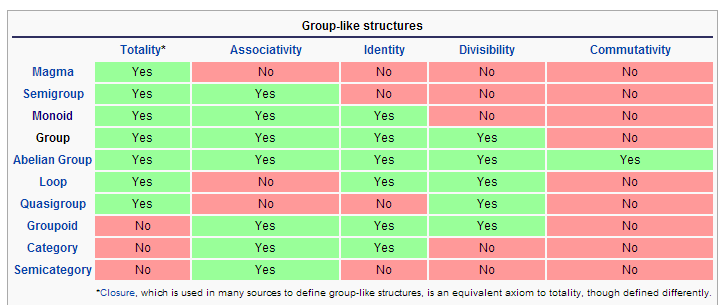 Group-like structures
Totality* Associativity Identity Divisibility Commutativity
Magma Yes No No No No
Semigroup Yes Yes No No No
Monoid Yes Yes Yes No No
Group Yes Yes Yes Yes No
Abelian Group Yes Yes Yes Yes Yes
Loop Yes No Yes Yes No
Quasigroup Yes No No Yes No
Groupoid No Yes Yes Yes No
Category No Yes Yes No No
Semicategory No Yes No No No
*Closure, which is used in many sources to define group-like structures, is an equivalent axiom to totality, though defined differently.